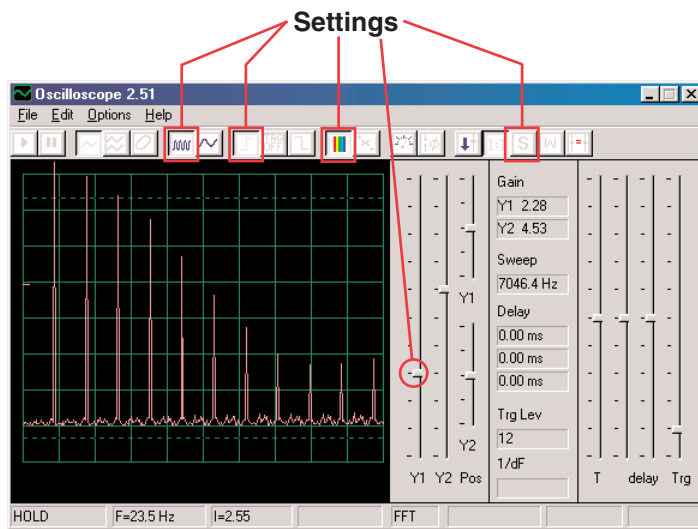 Settings
Oscilloscope 2.51
File Edit Options Help
TRG OFF
S
Gain
Y1 2.28
Y2 4.53
Sweep
7046.4 Hz
Y1
Delay
0.00 ms
0.00 ms
0.00 ms
Trg Lev
12
Y2
1/dF
Y1 Y2 Pos
T delay Trg
HOLD F=23.5 Hz I=2.55 FFT